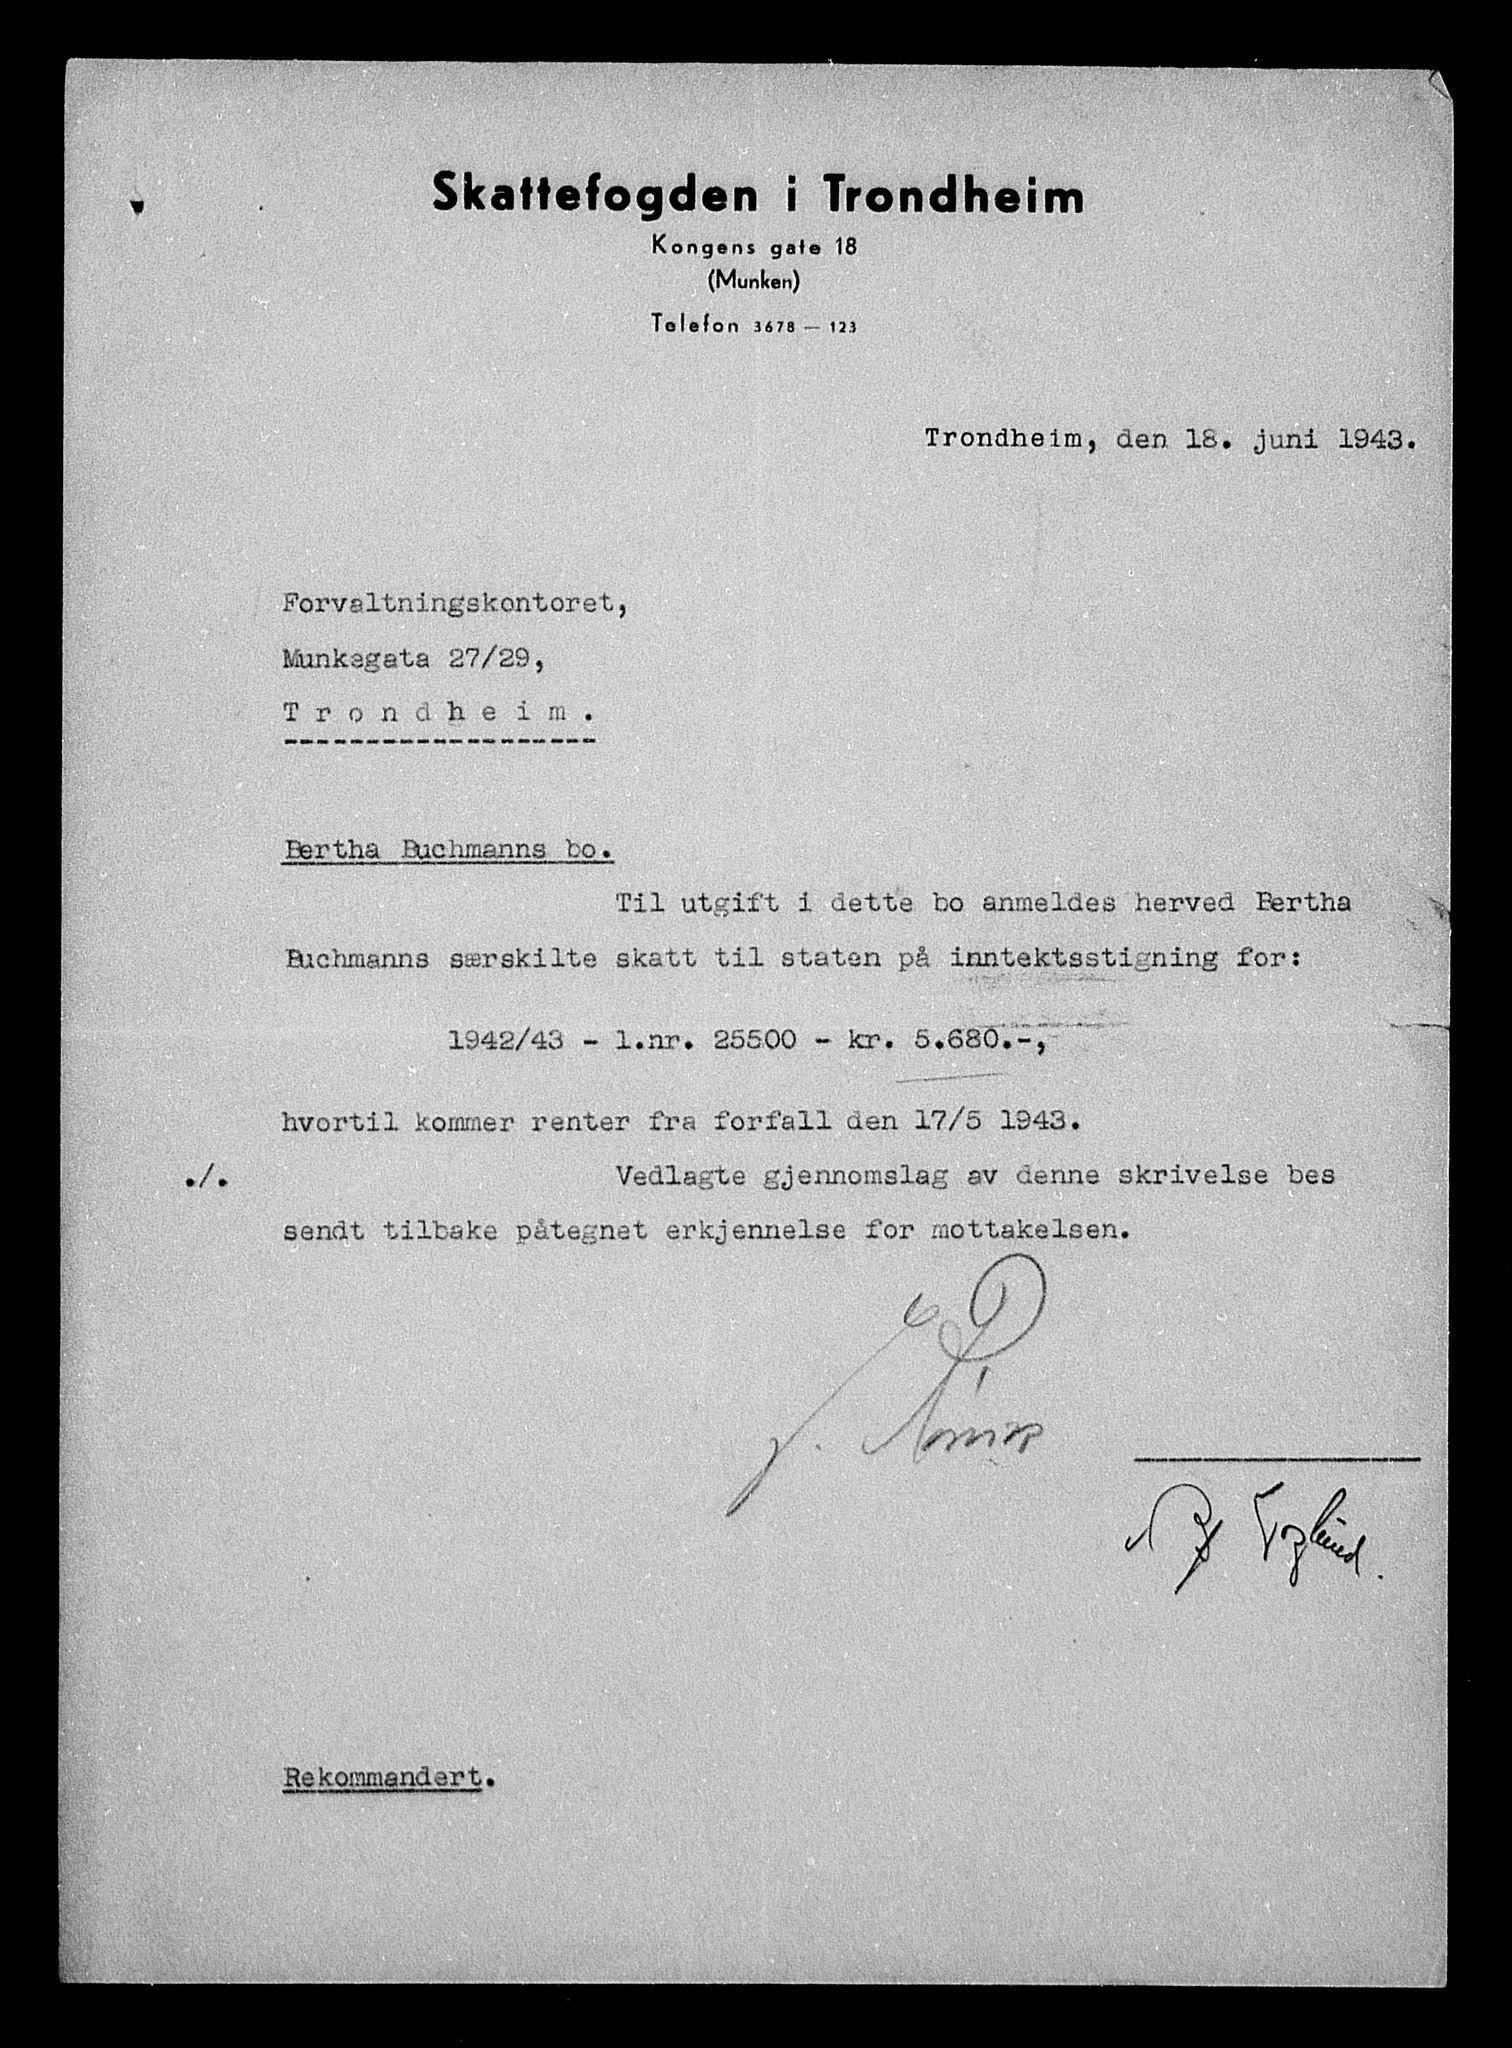 Skattefogden i Trondheim
Kongens gate 18
(Munken)
Telefon 3678 — 123
Trondheim, den 18. juni 1943.
Forvaltningskontoret,
Munkegata 27/29,
Trondheim.
Bertha Buchmanns bo.
Til utgift i dette bo anmeldes herved Bertha
Buchmanns særskilte skatt til staten på inntektsstigning for:
1942/43 - l.nr. 25500 - kr. 5.680.-,
hvortil kommer renter fra forfall den 17/5 1943.
./. Vedlagte gjennomslag av denne skrivelse bes
sendt tilbake påtegnet erkjennelse for mottakelsen.
Rekommandert.